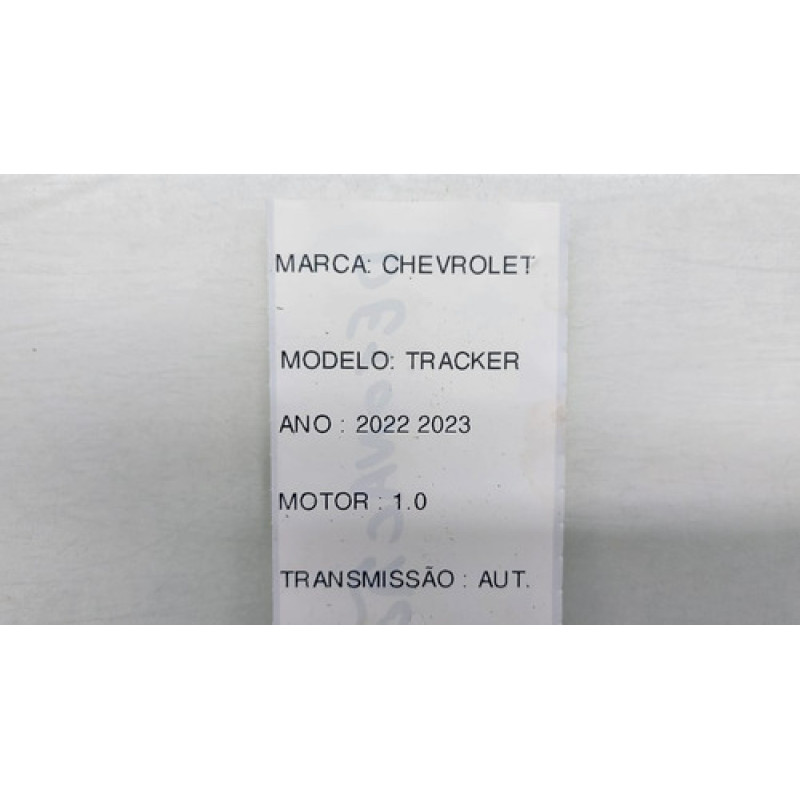 MARCA: CHEVROLET
MODELO: TRACKER
ANO : 2022 2023
MOTOR : 1.0
TRANSMISSÃO : AUT.